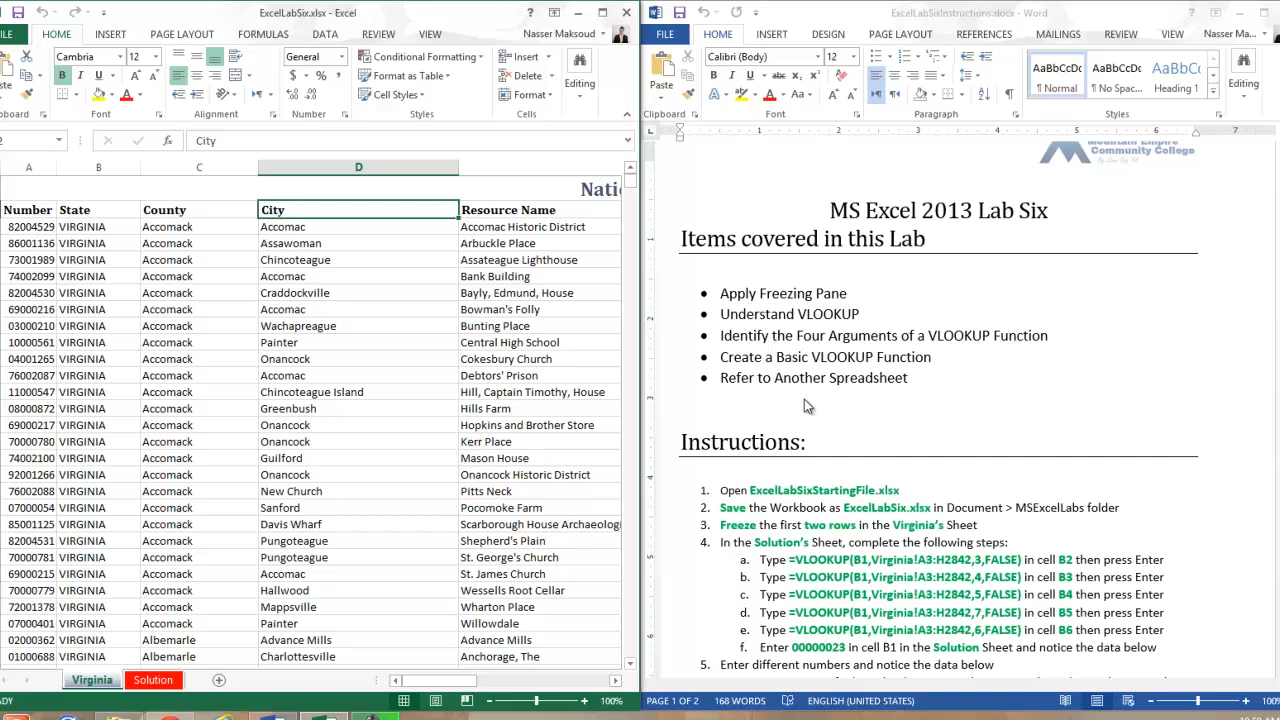 ExcelLabSix.xlsx - Excel
FILE HOME INSERT PAGE LAYOUT FORMULAS DATA REVIEW VIEW Nasser Maksoud
Cambria 12 General Conditional Formatting Insert
B I U Format as Table Delete
Cell Styles Format Editing
Clipboard Font Alignment Number Styles Cells
City
A B C D
Number State County City Resource Name
82004529 VIRGINIA Accomack Accomac Accomac Historic District
86001136 VIRGINIA Accomack Assawoman Arbuckle Place
73001989 VIRGINIA Accomack Chincoteague Assateague Lighthouse
74002099 VIRGINIA Accomack Accomac Bank Building
82004530 VIRGINIA Accomack Craddockville Bayly, Edmund, House
69000216 VIRGINIA Accomack Accomac Bowman's Folly
03000210 VIRGINIA Accomack Wachapreague Bunting Place
10000561 VIRGINIA Accomack Painter Central High School
04001265 VIRGINIA Accomack Onancock Cokesbury Church
76002087 VIRGINIA Accomack Accomac Debtors' Prison
11000547 VIRGINIA Accomack Chincoteague Island Hill, Captain Timothy, House
08000872 VIRGINIA Accomack Greenbush Hills Farm
69000217 VIRGINIA Accomack Onancock Hopkins and Brother Store
70000780 VIRGINIA Accomack Onancock Kerr Place
74002100 VIRGINIA Accomack Guilford Mason House
92001266 VIRGINIA Accomack Onancock Onancock Historic District
76002088 VIRGINIA Accomack New Church Pitts Neck
07000054 VIRGINIA Accomack Sanford Pocomoke Farm
85001125 VIRGINIA Accomack Davis Wharf Scarborough House Archaeologi
82004531 VIRGINIA Accomack Pungoteague Shepherd's Plain
70000781 VIRGINIA Accomack Pungoteague St. George's Church
69000215 VIRGINIA Accomack Accomac St. James Church
70000779 VIRGINIA Accomack Hallwood Wessells Root Cellar
72001378 VIRGINIA Accomack Mappsville Wharton Place
07000401 VIRGINIA Accomack Painter Willowdale
02000362 VIRGINIA Albemarle Advance Mills Advance Mills
01000688 VIRGINIA Albemarle Charlottesville Anchorage, The
Virginia Solution
100%
ExcelLabSixInstructions.docx - Word
FILE HOME INSERT DESIGN PAGE LAYOUT REFERENCES MAILINGS REVIEW VIEW Nasser Mak...
Calibri (Body) 12
Paste B I U abc AaBbCcDc AaBbCcDc AaBbC Editing
¶ Normal ¶ No Spac... Heading 1
Clipboard Font Paragraph Styles
1 2 3 4 5 6 7
Mountain Empire
Community College
MS Excel 2013 Lab Six
Items covered in this Lab
• Apply Freezing Pane
• Understand VLOOKUP
• Identify the Four Arguments of a VLOOKUP Function
• Create a Basic VLOOKUP Function
• Refer to Another Spreadsheet
Instructions:
1. Open ExcelLabSixStartingFile.xlsx
2. Save the Workbook as ExcelLabSix.xlsx in Document > MSExcelLabs folder
3. Freeze the first two rows in the Virginia's Sheet
4. In the Solution's Sheet, complete the following steps:
a. Type =VLOOKUP(B1,Virginia!A3:H2842,3,FALSE) in cell B2 then press Enter
b. Type =VLOOKUP(B1,Virginia!A3:H2842,4,FALSE) in cell B3 then press Enter
c. Type =VLOOKUP(B1,Virginia!A3:H2842,5,FALSE) in cell B4 then press Enter
d. Type =VLOOKUP(B1,Virginia!A3:H2842,7,FALSE) in cell B5 then press Enter
e. Type =VLOOKUP(B1,Virginia!A3:H2842,6,FALSE) in cell B6 then press Enter
f. Enter 00000023 in cell B1 in the Solution Sheet and notice the data below
5. Enter different numbers and notice the data below
PAGE 1 OF 2 168 WORDS ENGLISH (UNITED STATES)